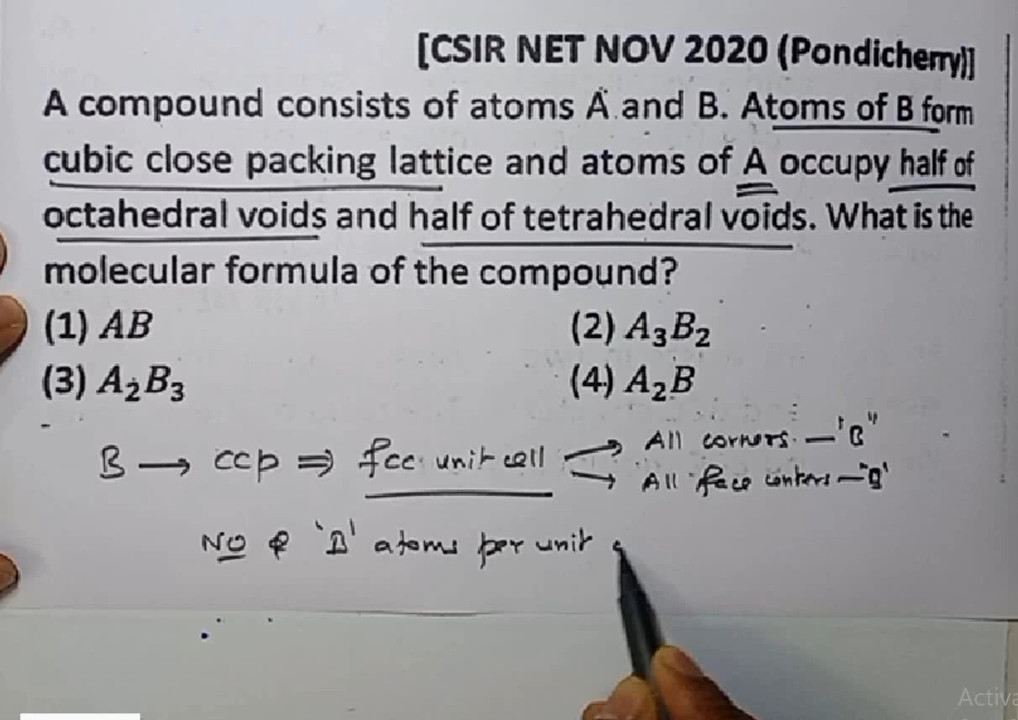 [CSIR NET NOV 2020 (Pondicherry)]
A compound consists of atoms A and B. Atoms of B form
cubic close packing lattice and atoms of A occupy half of
octahedral voids and half of tetrahedral voids. What is the
molecular formula of the compound?
(1) AB (2) A₃B₂
(3) A₂B₃ (4) A₂B
B → ccp ⇒ fcc unit cell → All corners – 'B'
→ All face centers – 'B'
No of 'B' atoms per unit
Activa